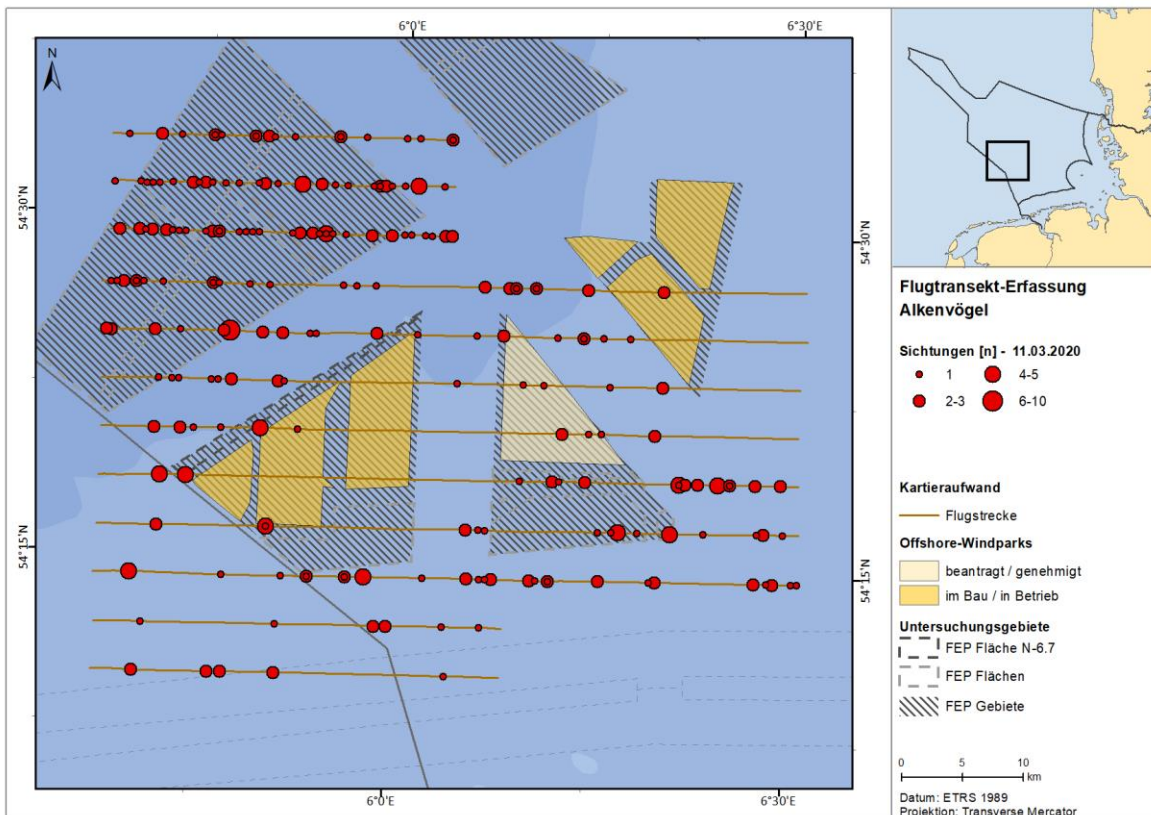 6°0'E
6°30'E
N
54°30'N
54°30'N
54°15'N
54°15'N
6°0'E
6°30'E
Flugtransekt-Erfassung
Alkenvögel
Sichtungen [n] - 11.03.2020
1
4-5
2-3
6-10
Kartieraufwand
Flugstrecke
Offshore-Windparks
beantragt / genehmigt
im Bau / in Betrieb
Untersuchungsgebiete
FEP Fläche N-6.7
FEP Flächen
FEP Gebiete
0 5 10
km
Datum: ETRS 1989
Projektion: Transverse Mercator